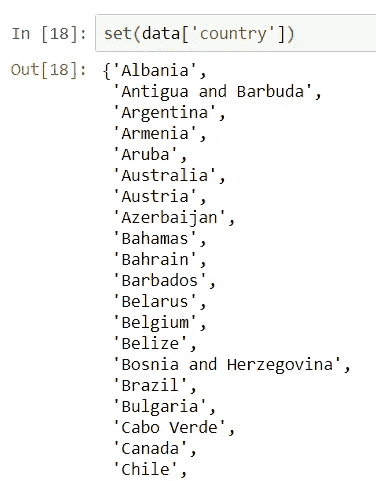 In [18]: set(data['country'])
Out[18]: {'Albania',
'Antigua and Barbuda',
'Argentina',
'Armenia',
'Aruba',
'Australia',
'Austria',
'Azerbaijan',
'Bahamas',
'Bahrain',
'Barbados',
'Belarus',
'Belgium',
'Belize',
'Bosnia and Herzegovina',
'Brazil',
'Bulgaria',
'Cabo Verde',
'Canada',
'Chile',